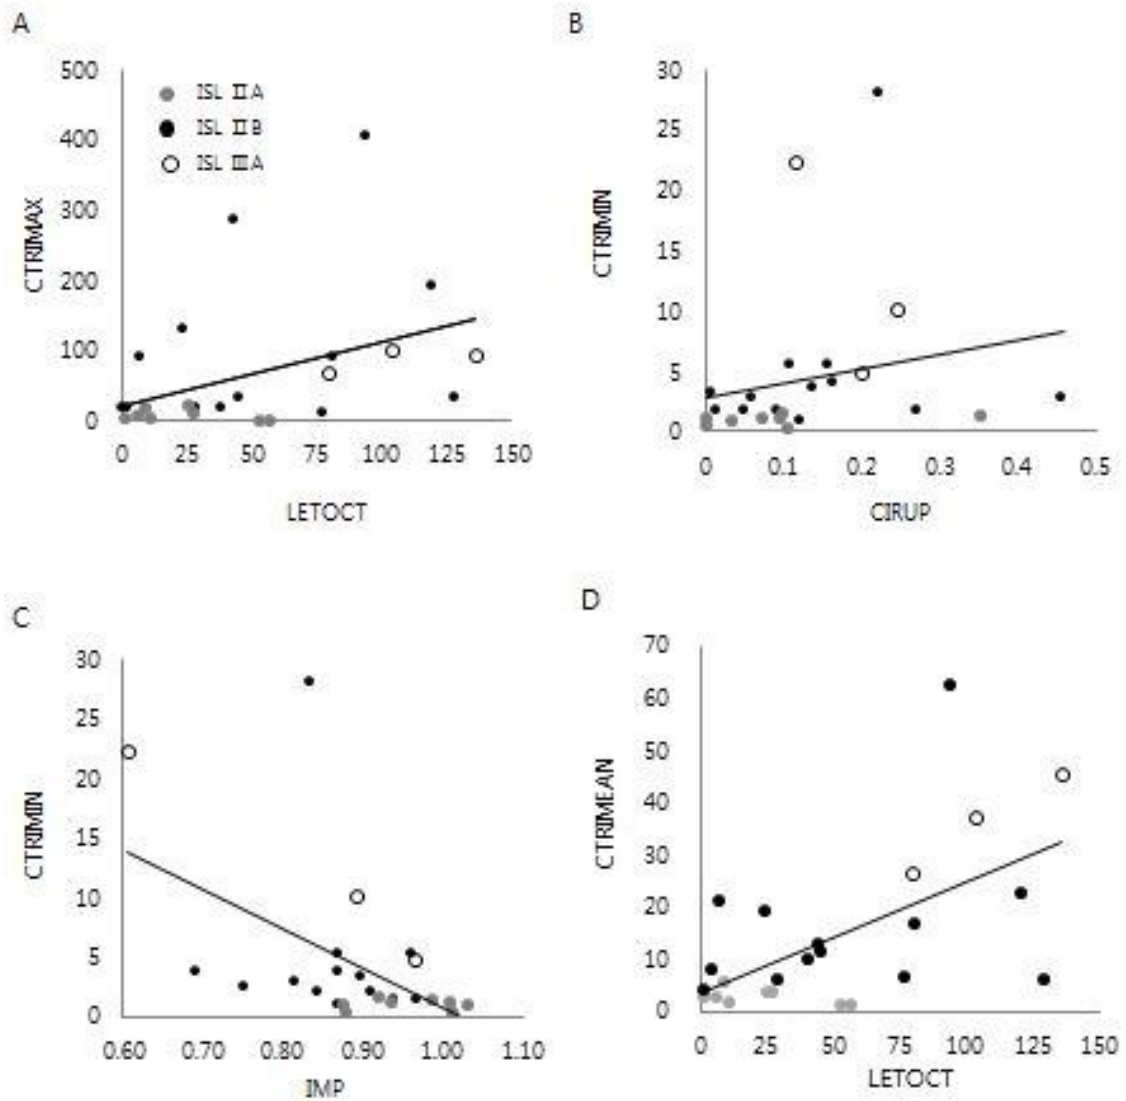 A
500
400
300
200
100
0
CTRIMAX
ISL ⅡA
ISL ⅡB
ISL ⅢA
0 25 50 75 100 125 150
LETOCT
B
30
25
20
15
10
5
0
CTRIMIN
0 0.1 0.2 0.3 0.4 0.5
CIRUP
C
30
25
20
15
10
5
0
CTRIMIN
0.60 0.70 0.80 0.90 1.00 1.10
IMP
D
70
60
50
40
30
20
10
0
CTRIMEAN
0 25 50 75 100 125 150
LETOCT